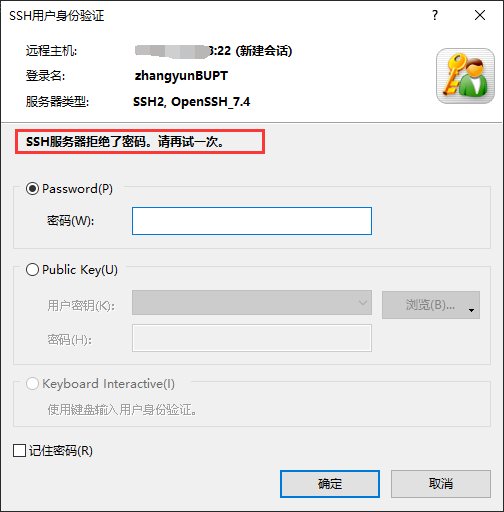 SSH用户身份验证
远程主机: 3:22 (新建会话)
登录名: zhangyunBUPT
服务器类型: SSH2, OpenSSH_7.4
SSH服务器拒绝了密码。请再试一次。
Password(P)
密码(W):
Public Key(U)
用户密钥(K): 浏览(B)...
密码(H):
Keyboard Interactive(I)
使用键盘输入用户身份验证。
记住密码(R)
确定 取消